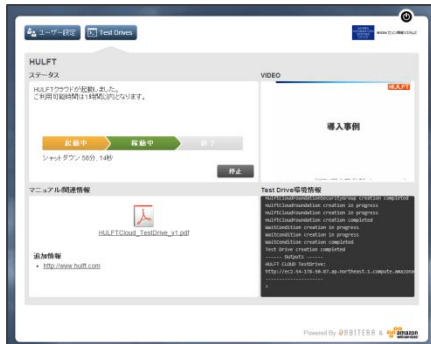 ユーザー設定
Test Drives
HULFT
ステータス
HULFTクラウドが起動しました。
ご利用可能時間は1時間以内となります。
起動中
稼働中
終了
シャットダウン 58分, 14秒
停止
VIDEO
HULFT
導入事例
マニュアル/関連情報
HULFTCloud_TestDrive_v1.pdf
追加情報
http://www.hulft.com
Test Drive環境情報
HulftCloudFoundationSecurityGroup creation completed
HulftCloudFoundation creation in progress
HulftCloudFoundation creation in progress
HulftCloudFoundation creation completed
WaitCondition creation in progress
WaitCondition creation in progress
WaitCondition creation completed
Test Drive creation completed
------ Outputs ------
HULFT CLOUD TestDrive:
Powered By ORBITERA & amazon
web services